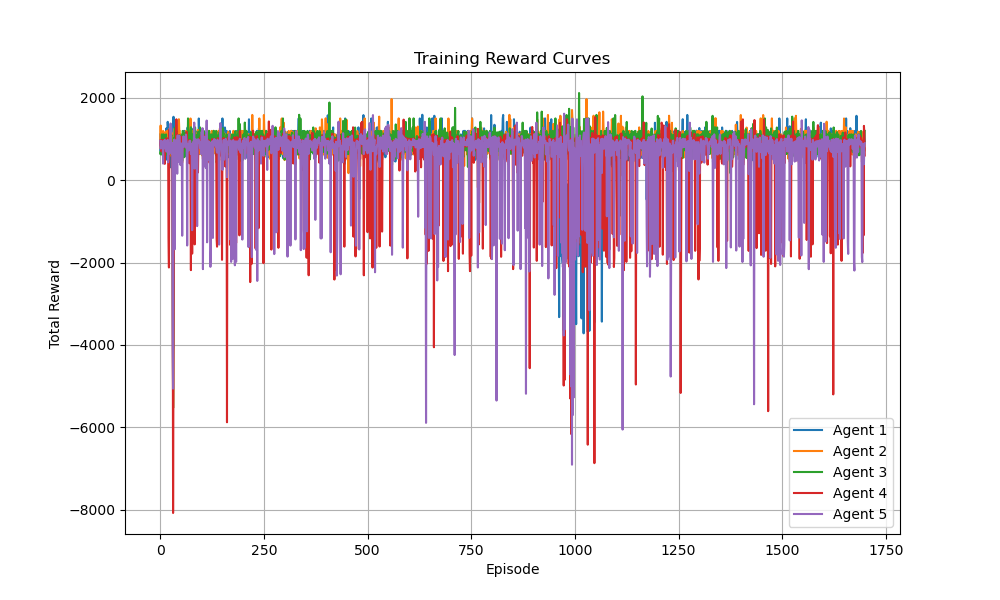 Training Reward Curves
Total Reward
2000
0
−2000
−4000
−6000
−8000
0 250 500 750 1000 1250 1500 1750
Episode
Agent 1
Agent 2
Agent 3
Agent 4
Agent 5